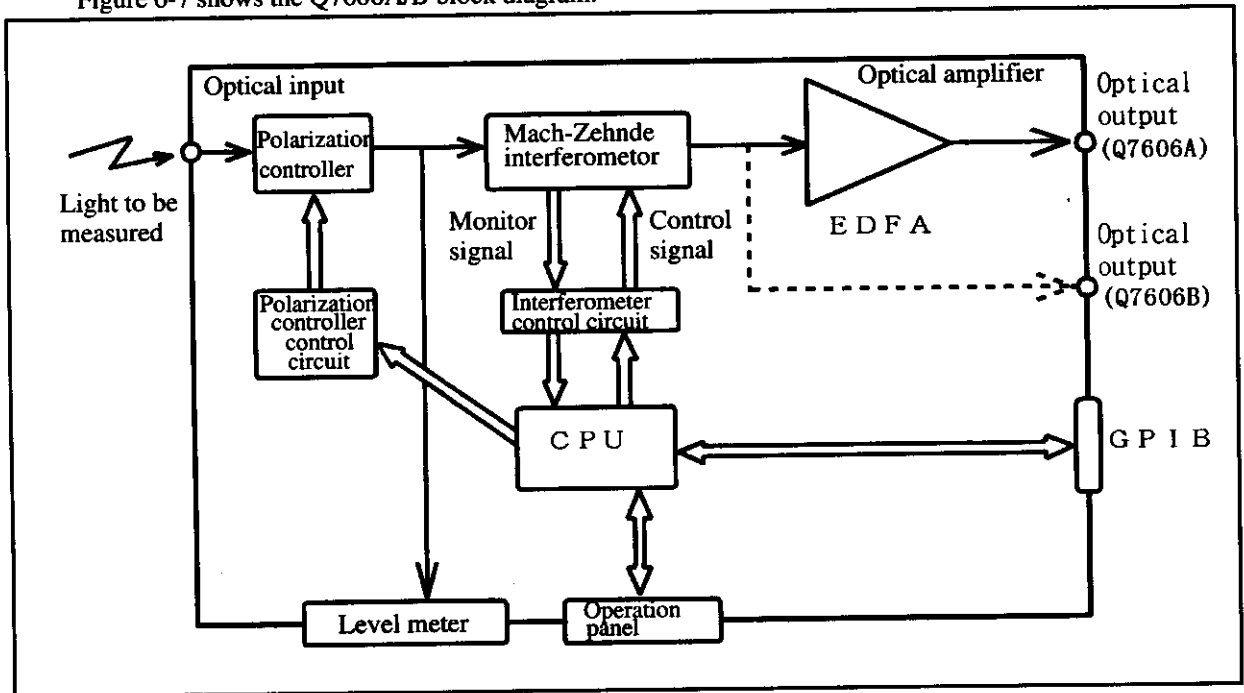 Figure 6-7 shows the Q7606A/B block diagram.
Optical input
Optical amplifier
Optical
output
(Q7606A)
Polarization
controller
Mach-Zehnde
interferometor
Light to be
measured
Monitor
signal
Control
signal
EDFA
Optical
output
(Q7606B)
Polarization
controller
control
circuit
Interferometer
control circuit
CPU
GPIB
Level meter
Operation
panel